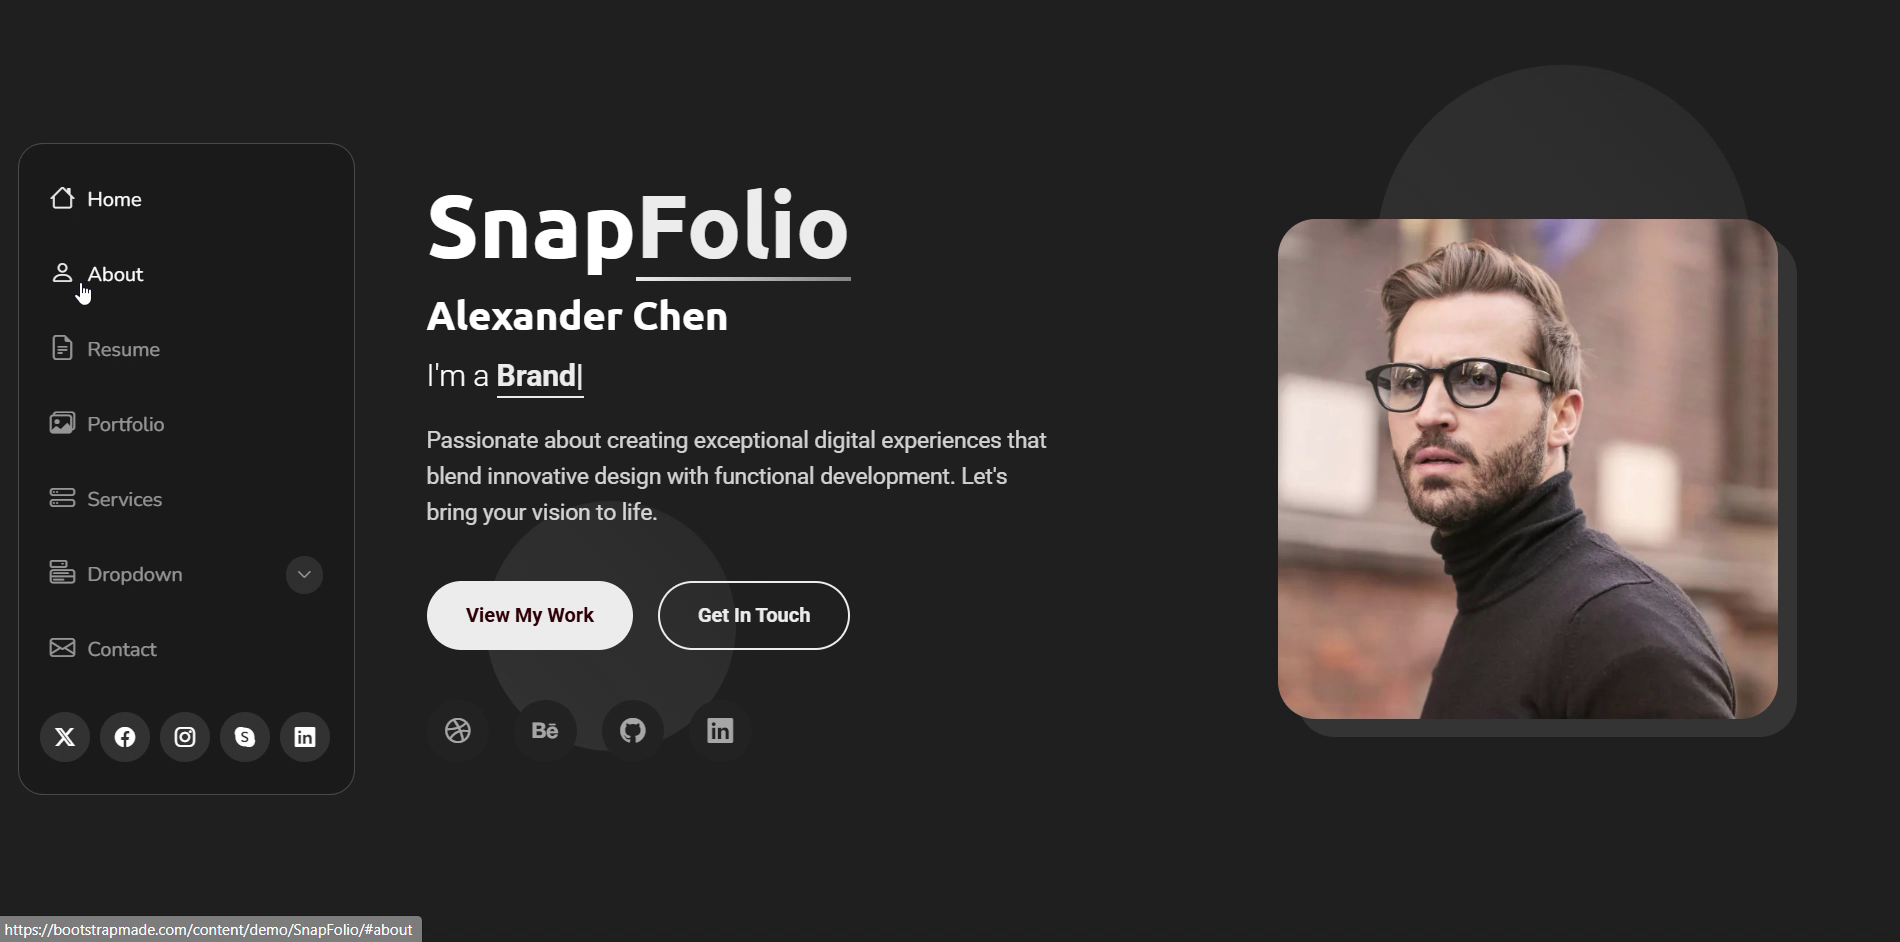 Home
About
Resume
Portfolio
Services
Dropdown
Contact
SnapFolio
Alexander Chen
I'm a Brand|
Passionate about creating exceptional digital experiences that
blend innovative design with functional development. Let's
bring your vision to life.
View My Work
Get In Touch
Bē
https://bootstrapmade.com/content/demo/SnapFolio/#about